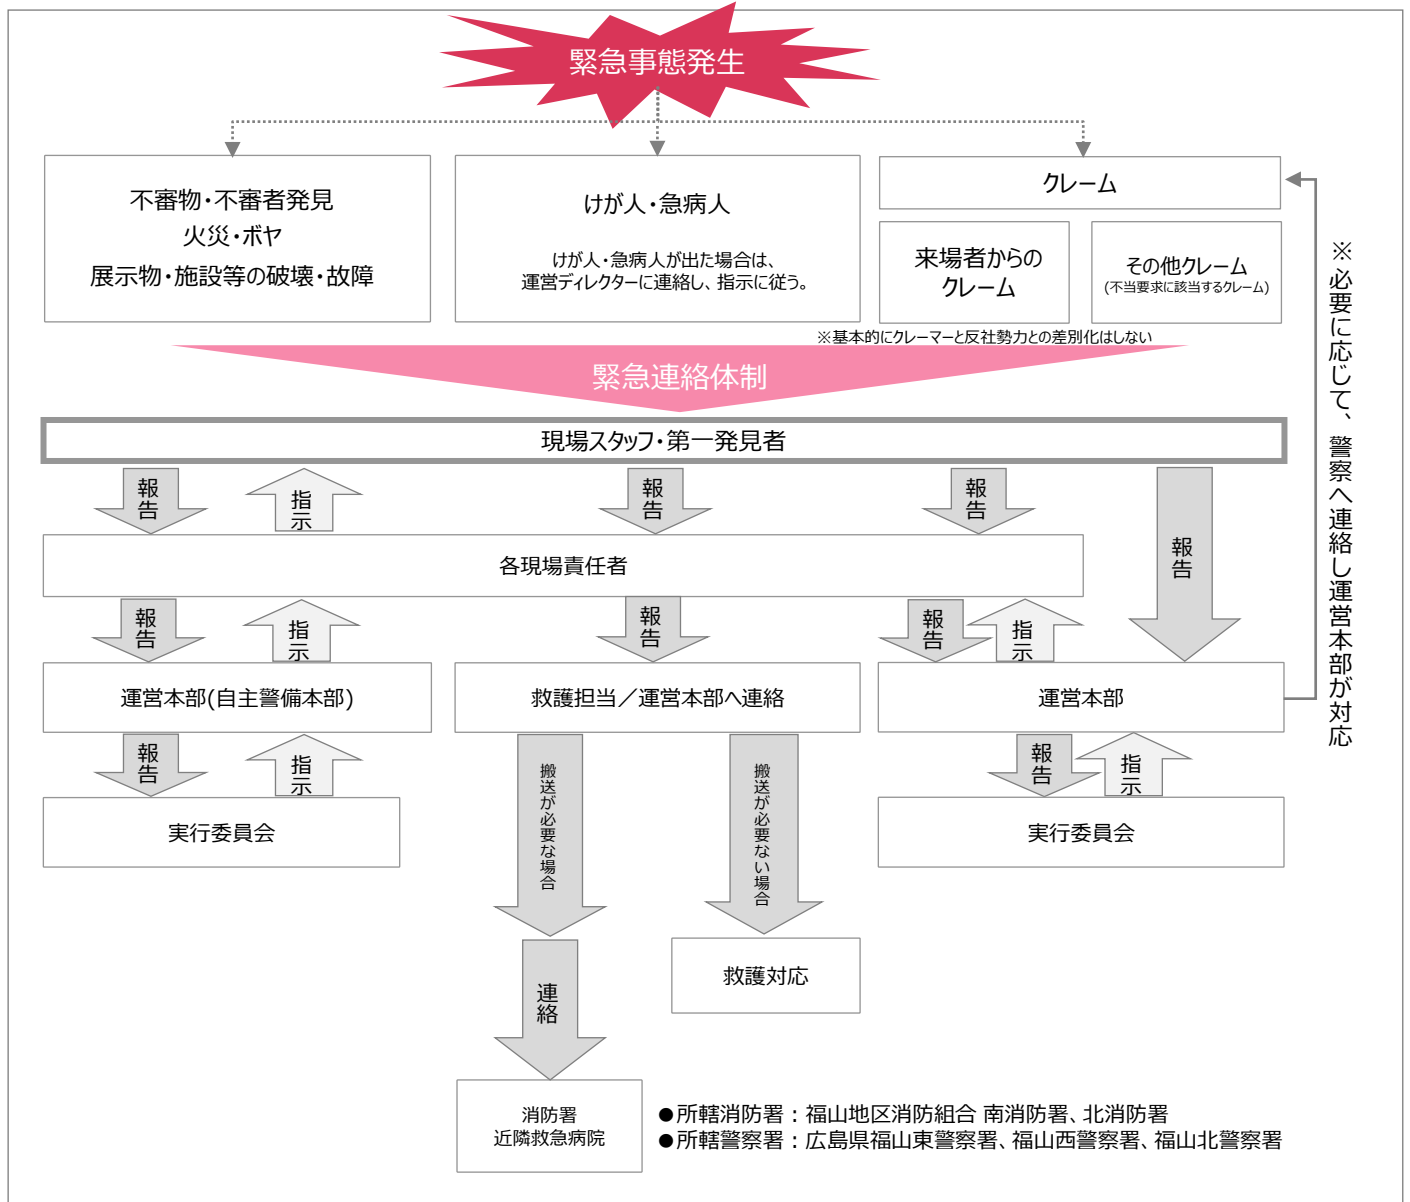 緊急事態発生
不審物・不審者発見
火災・ボヤ
展示物・施設等の破壊・故障
けが人・急病人
けが人・急病人が出た場合は、
運営ディレクターに連絡し、指示に従う。
クレーム
来場者からの
クレーム
その他クレーム
(不当要求に該当するクレーム)
※基本的にクレーマーと反社勢力との差別化はしない
※必要に応じて、警察へ連絡し運営本部が対応
緊急連絡体制
現場スタッフ・第一発見者
報告
指示
報告
報告
報告
各現場責任者
報告
指示
報告
報告
指示
運営本部(自主警備本部)
救護担当／運営本部へ連絡
運営本部
報告
指示
搬送が必要な場合
搬送が必要ない場合
報告
指示
実行委員会
実行委員会
救護対応
連絡
消防署
近隣救急病院
●所轄消防署：福山地区消防組合 南消防署、北消防署
●所轄警察署：広島県福山東警察署、福山西警察署、福山北警察署